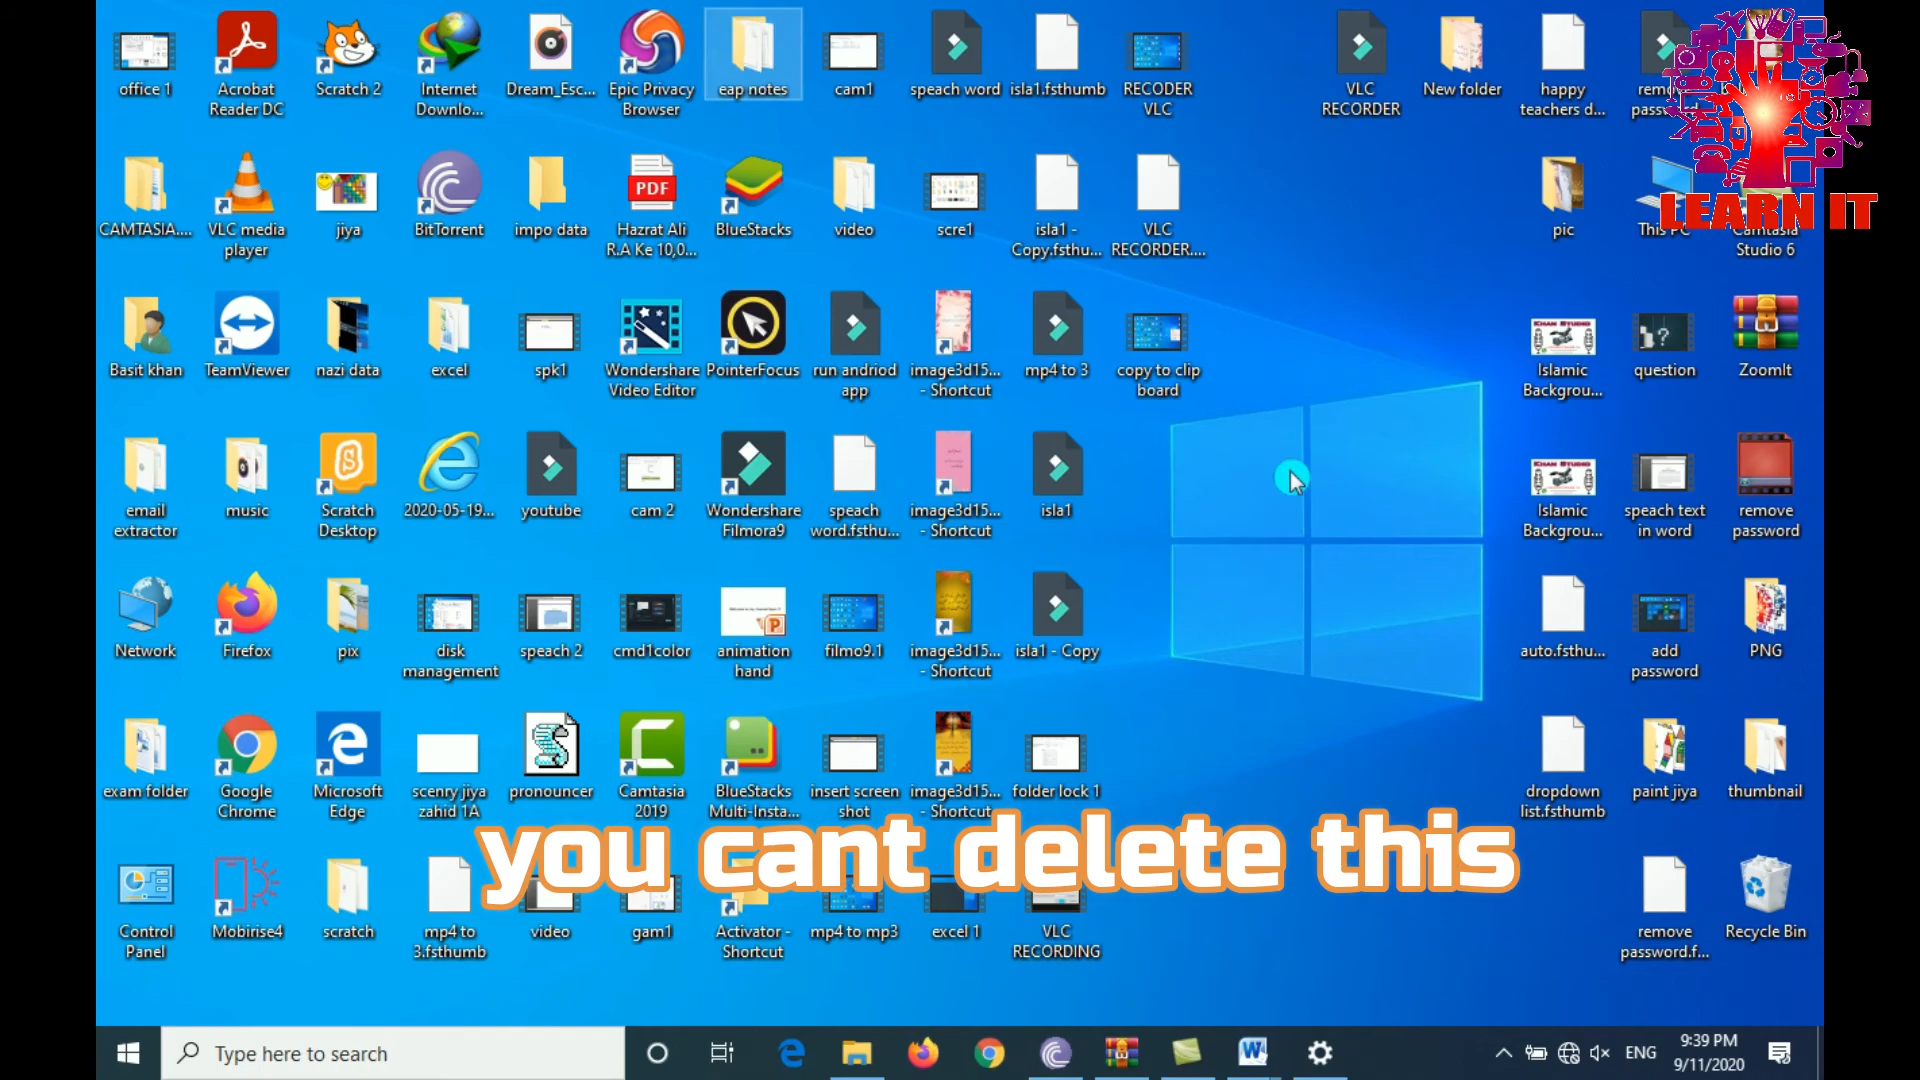 office 1
Acrobat
Reader DC
Scratch 2
Internet
Downlo...
Dream_Esc...
Epic Privacy
Browser
eap notes
cam1
speach word
isla1.fsthumb
RECODER
VLC
VLC
RECORDER
New folder
happy
teachers d...
CAMTASIA....
VLC media
player
jiya
BitTorrent
impo data
PDF
Hazrat Ali
R.A Ke 10,0...
BlueStacks
video
scre1
isla1 -
Copy.fsthu...
VLC
RECORDER....
pic
This PC
Camtasia
Studio 6
LEARN IT
Basit khan
TeamViewer
nazi data
excel
spk1
Wondershare
Video Editor
PointerFocus
run andriod
app
image3d15...
- Shortcut
mp4 to 3
copy to clip
board
KHAN STUDIO
Islamic
Backgrou...
question
ZoomIt
email
extractor
music
Scratch
Desktop
2020-05-19...
youtube
cam 2
Wondershare
Filmora9
speach
word.fsthu...
image3d15...
- Shortcut
isla1
KHAN STUDIO
Islamic
Backgrou...
speach text
in word
remove
password
Network
Firefox
pix
disk
management
speach 2
cmd1color
animation
hand
filmo9.1
image3d15...
- Shortcut
isla1 - Copy
auto.fsthu...
add
password
PNG
exam folder
Google
Chrome
Microsoft
Edge
scenry jiya
zahid 1A
pronouncer
Camtasia
2019
BlueStacks
Multi-Insta...
insert screen
shot
image3d15...
- Shortcut
folder lock 1
dropdown
list.fsthumb
paint jiya
thumbnail
you cant delete this
Control
Panel
Mobirise4
scratch
mp4 to
3.fsthumb
video
gam1
Activator -
Shortcut
mp4 to mp3
excel 1
VLC
RECORDING
remove
password.f...
Recycle Bin
Type here to search
ENG
9:39 PM
9/11/2020